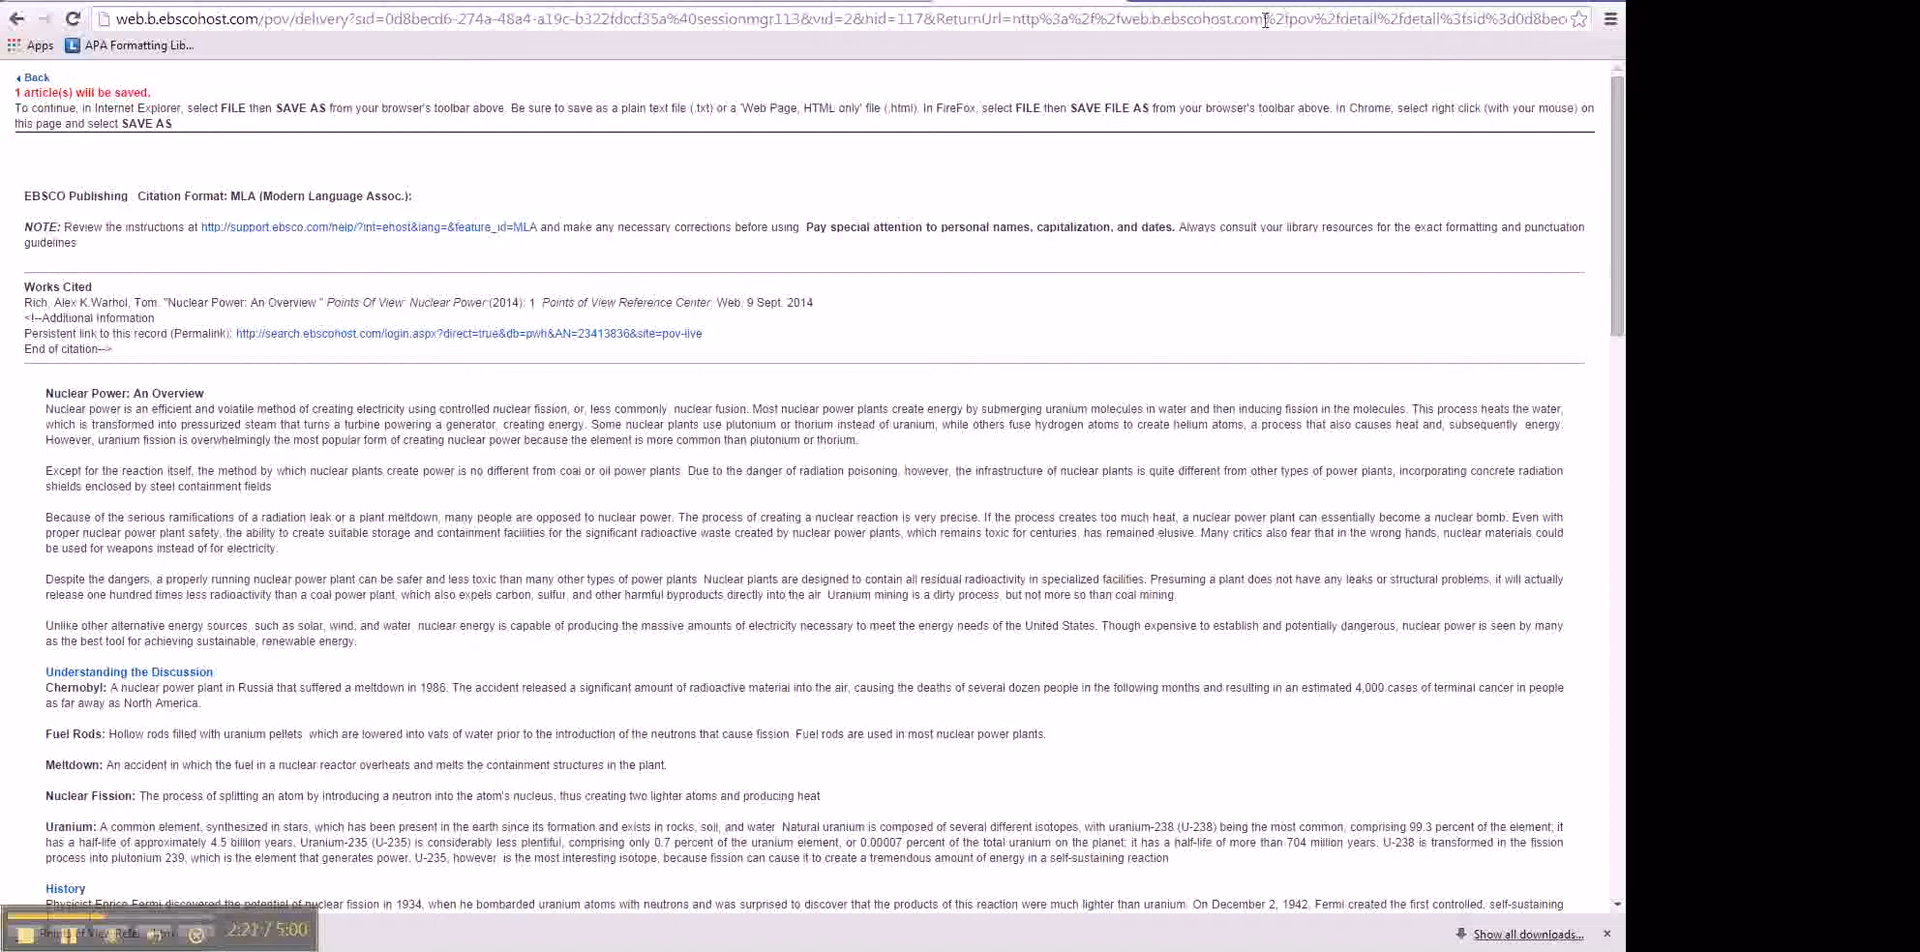 web.b.ebscohost.com/pov/delivery?sid=0d8becd6-274a-48a4-a19c-b322fdccf35a%40sessionmgr113&vid=2&hid=117&ReturnUrl=http%3a%2f%2fweb.b.ebscohost.com%2fpov%2fdetail%2fdetail%3fsid%3d0d8bec
Apps APA Formatting Lib...
Back
1 article(s) will be saved.
To continue, in Internet Explorer, select FILE then SAVE AS from your browser's toolbar above. Be sure to save as a plain text file (.txt) or a 'Web Page, HTML only' file (.html). In FireFox, select FILE then SAVE FILE AS from your browser's toolbar above. In Chrome, select right click (with your mouse) on
this page and select SAVE AS
EBSCO Publishing Citation Format: MLA (Modern Language Assoc.):
NOTE: Review the instructions at http://support.ebsco.com/help/?int=ehost&lang=&feature_id=MLA and make any necessary corrections before using. Pay special attention to personal names, capitalization, and dates. Always consult your library resources for the exact formatting and punctuation
guidelines
Works Cited
Rich, Alex K.Warhol, Tom. "Nuclear Power: An Overview." Points Of View: Nuclear Power (2014): 1. Points of View Reference Center. Web. 9 Sept. 2014
<!--Additional Information
Persistent link to this record (Permalink): http://search.ebscohost.com/login.aspx?direct=true&db=pwh&AN=23413836&site=pov-live
End of citation-->
Nuclear Power: An Overview
Nuclear power is an efficient and volatile method of creating electricity using controlled nuclear fission, or, less commonly, nuclear fusion. Most nuclear power plants create energy by submerging uranium molecules in water and then inducing fission in the molecules. This process heats the water,
which is transformed into pressurized steam that turns a turbine powering a generator, creating energy. Some nuclear plants use plutonium or thorium instead of uranium, while others fuse hydrogen atoms to create helium atoms, a process that also causes heat and, subsequently, energy.
However, uranium fission is overwhelmingly the most popular form of creating nuclear power because the element is more common than plutonium or thorium.
Except for the reaction itself, the method by which nuclear plants create power is no different from coal or oil power plants. Due to the danger of radiation poisoning, however, the infrastructure of nuclear plants is quite different from other types of power plants, incorporating concrete radiation
shields enclosed by steel containment fields
Because of the serious ramifications of a radiation leak or a plant meltdown, many people are opposed to nuclear power. The process of creating a nuclear reaction is very precise. If the process creates too much heat, a nuclear power plant can essentially become a nuclear bomb. Even with
proper nuclear power plant safety, the ability to create suitable storage and containment facilities for the significant radioactive waste created by nuclear power plants, which remains toxic for centuries, has remained elusive. Many critics also fear that in the wrong hands, nuclear materials could
be used for weapons instead of for electricity.
Despite the dangers, a properly running nuclear power plant can be safer and less toxic than many other types of power plants. Nuclear plants are designed to contain all residual radioactivity in specialized facilities. Presuming a plant does not have any leaks or structural problems, it will actually
release one hundred times less radioactivity than a coal power plant, which also expels carbon, sulfur, and other harmful byproducts directly into the air. Uranium mining is a dirty process, but not more so than coal mining.
Unlike other alternative energy sources, such as solar, wind, and water, nuclear energy is capable of producing the massive amounts of electricity necessary to meet the energy needs of the United States. Though expensive to establish and potentially dangerous, nuclear power is seen by many
as the best tool for achieving sustainable, renewable energy.
Understanding the Discussion
Chernobyl: A nuclear power plant in Russia that suffered a meltdown in 1986. The accident released a significant amount of radioactive material into the air, causing the deaths of several dozen people in the following months and resulting in an estimated 4,000 cases of terminal cancer in people
as far away as North America.
Fuel Rods: Hollow rods filled with uranium pellets, which are lowered into vats of water prior to the introduction of the neutrons that cause fission. Fuel rods are used in most nuclear power plants.
Meltdown: An accident in which the fuel in a nuclear reactor overheats and melts the containment structures in the plant.
Nuclear Fission: The process of splitting an atom by introducing a neutron into the atom's nucleus, thus creating two lighter atoms and producing heat
Uranium: A common element, synthesized in stars, which has been present in the earth since its formation and exists in rocks, soil, and water. Natural uranium is composed of several different isotopes, with uranium-238 (U-238) being the most common, comprising 99.3 percent of the element; it
has a half-life of approximately 4.5 billion years. Uranium-235 (U-235) is considerably less plentiful, comprising only 0.7 percent of the uranium element, or 0.00007 percent of the total uranium on the planet; it has a half-life of more than 704 million years. U-238 is transformed in the fission
process into plutonium 239, which is the element that generates power. U-235, however, is the most interesting isotope, because fission can cause it to create a tremendous amount of energy in a self-sustaining reaction
History
Physicist Enrico Fermi discovered the potential of nuclear fission in 1934, when he bombarded uranium atoms with neutrons and was surprised to discover that the products of this reaction were much lighter than uranium. On December 2, 1942, Fermi created the first controlled, self-sustaining
2:21 / 5:00
Show all downloads...